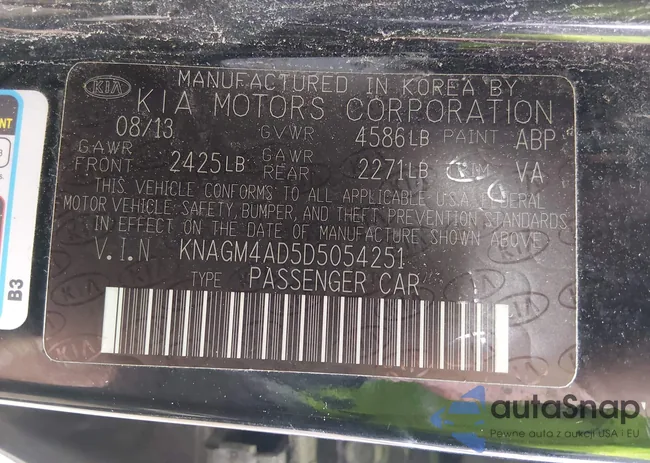 KIA
MANUFACTURED IN KOREA BY
KIA MOTORS CORPORATION
08/13 GVWR 4586LB PAINT ABP
GAWR FRONT 2425LB GAWR REAR 2271LB VA
THIS VEHICLE CONFORMS TO ALL APPLICABLE U.S.A
MOTOR VEHICLE; SAFETY, BUMPER, AND THEFT PREVENTION STANDARDS
IN EFFECT ON THE DATE OF MANUFACTURE SHOWN ABOVE
V.I.N KNAGM4AD5D5054251
TYPE PASSENGER CAR
B3
autoSnap
Pewne auta z aukcji USA i EU